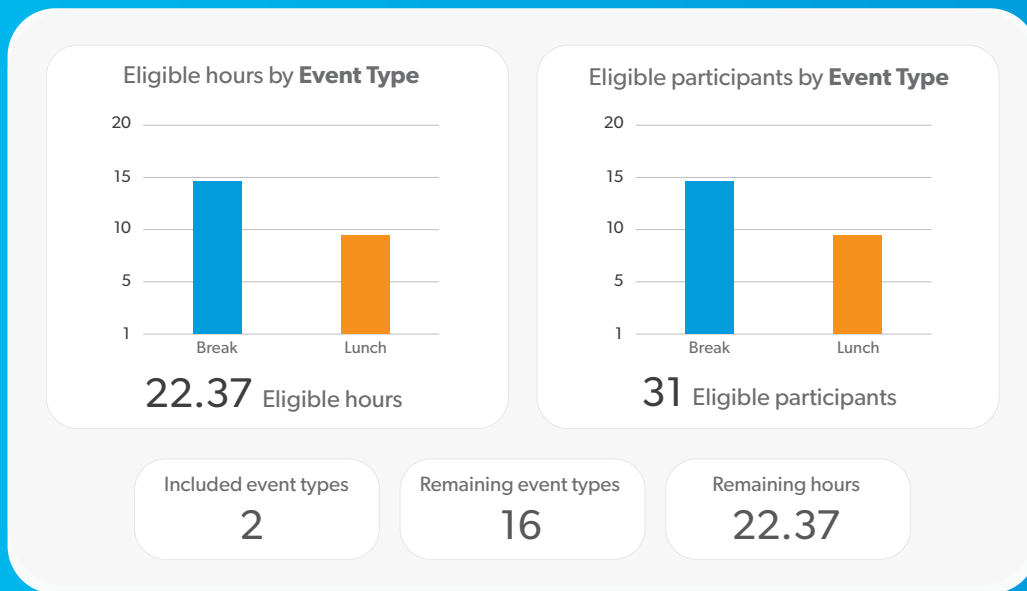 Eligible hours by Event Type
20
15
10
5
1
Break Lunch
22.37 Eligible hours
Eligible participants by Event Type
20
15
10
5
1
Break Lunch
31 Eligible participants
Included event types
2
Remaining event types
16
Remaining hours
22.37